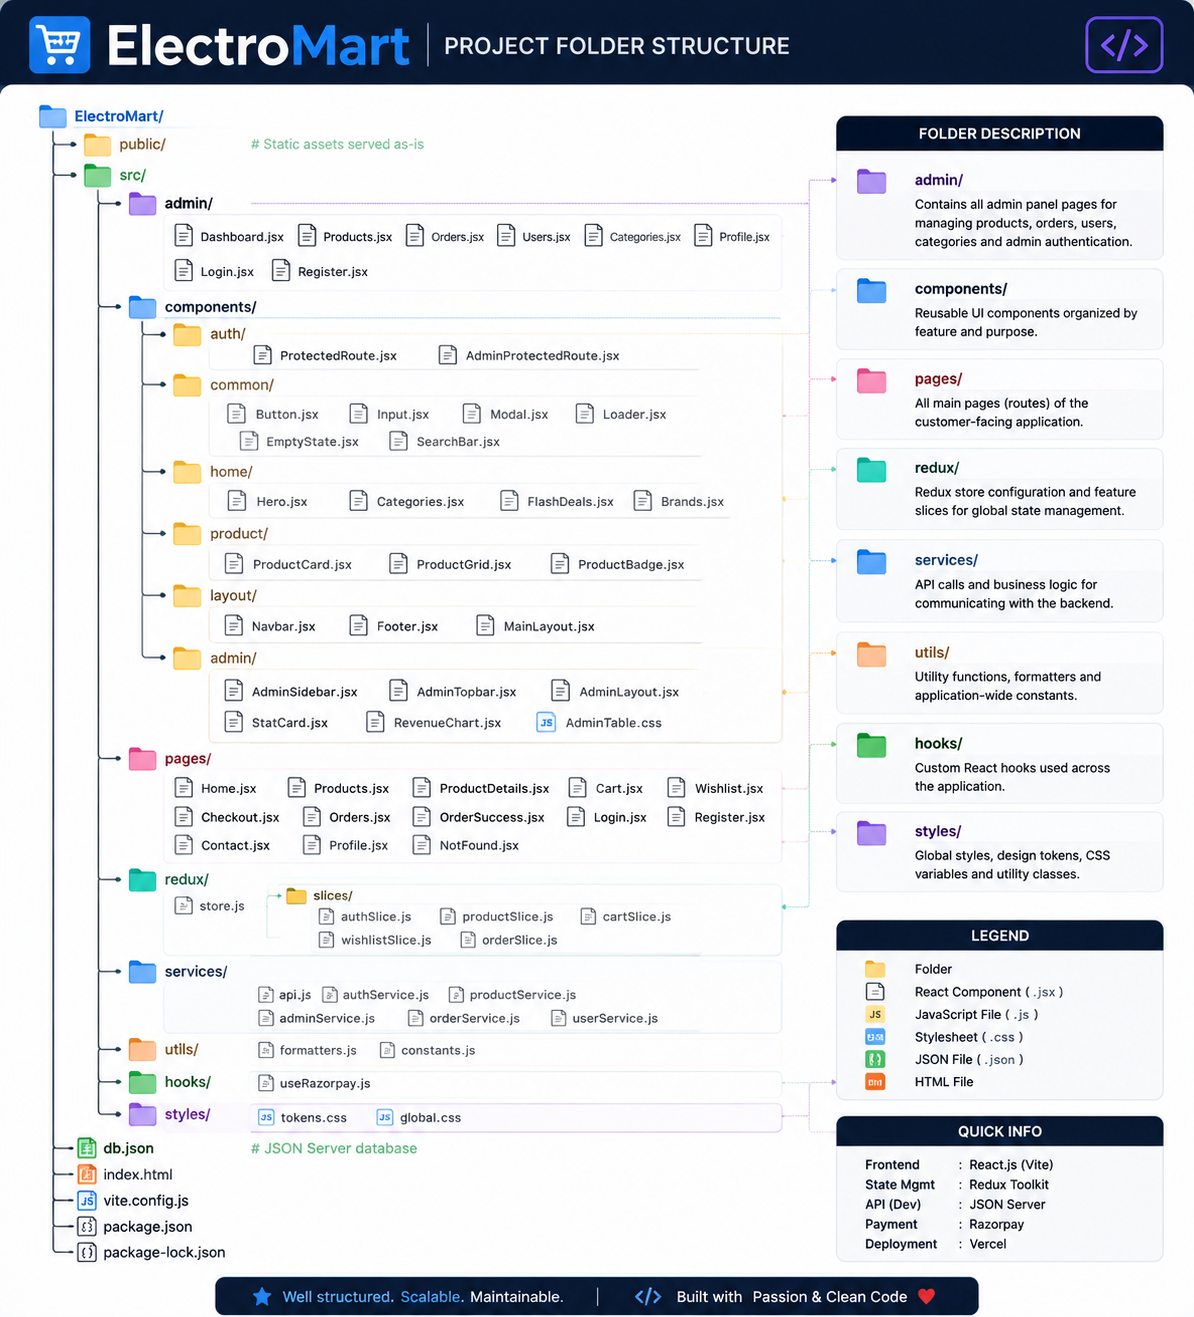 ElectroMart | PROJECT FOLDER STRUCTURE </>
ElectroMart/
public/ # Static assets served as-is
src/
admin/
Dashboard.jsx Products.jsx Orders.jsx Users.jsx Categories.jsx Profile.jsx
Login.jsx Register.jsx
components/
auth/
ProtectedRoute.jsx AdminProtectedRoute.jsx
common/
Button.jsx Input.jsx Modal.jsx Loader.jsx
EmptyState.jsx SearchBar.jsx
home/
Hero.jsx Categories.jsx FlashDeals.jsx Brands.jsx
product/
ProductCard.jsx ProductGrid.jsx ProductBadge.jsx
layout/
Navbar.jsx Footer.jsx MainLayout.jsx
admin/
AdminSidebar.jsx AdminTopbar.jsx AdminLayout.jsx
StatCard.jsx RevenueChart.jsx JS AdminTable.css
pages/
Home.jsx Products.jsx ProductDetails.jsx Cart.jsx Wishlist.jsx
Checkout.jsx Orders.jsx OrderSuccess.jsx Login.jsx Register.jsx
Contact.jsx Profile.jsx NotFound.jsx
redux/
store.js
slices/
authSlice.js productSlice.js cartSlice.js
wishlistSlice.js orderSlice.js
services/
api.js authService.js productService.js
adminService.js orderService.js userService.js
utils/ formatters.js constants.js
hooks/ useRazorpay.js
styles/ JS tokens.css JS global.css
db.json # JSON Server database
index.html
JS vite.config.js
package.json
package-lock.json
FOLDER DESCRIPTION
admin/
Contains all admin panel pages for
managing products, orders, users,
categories and admin authentication.
components/
Reusable UI components organized by
feature and purpose.
pages/
All main pages (routes) of the
customer-facing application.
redux/
Redux store configuration and feature
slices for global state management.
services/
API calls and business logic for
communicating with the backend.
utils/
Utility functions, formatters and
application-wide constants.
hooks/
Custom React hooks used across
the application.
styles/
Global styles, design tokens, CSS
variables and utility classes.
LEGEND
Folder
React Component ( .jsx )
JS JavaScript File ( .js )
Stylesheet ( .css )
{} JSON File ( .json )
HTML File
QUICK INFO
Frontend : React.js (Vite)
State Mgmt : Redux Toolkit
API (Dev) : JSON Server
Payment : Razorpay
Deployment : Vercel
Well structured. Scalable. Maintainable. | </> Built with Passion & Clean Code